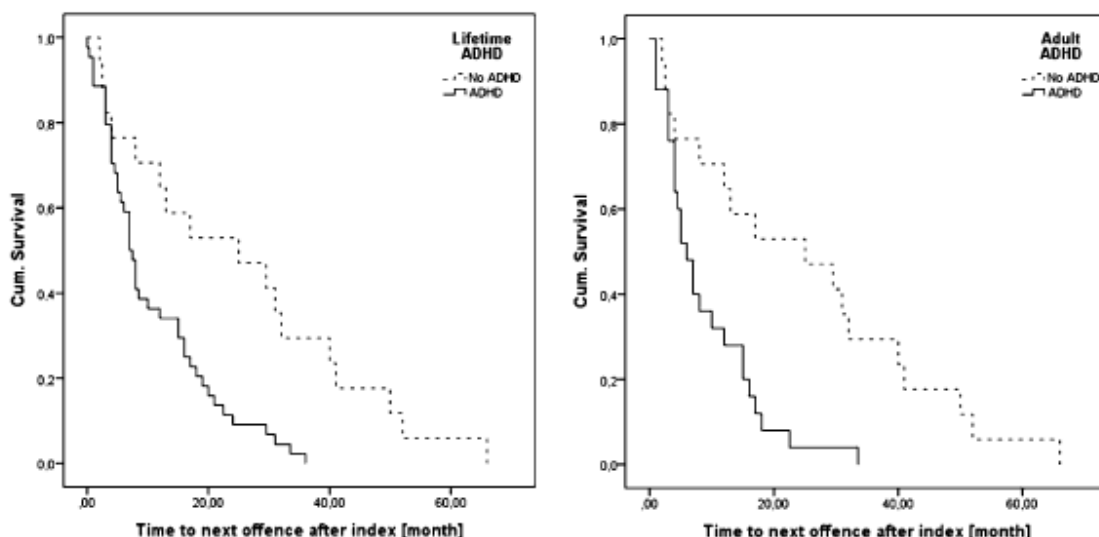 Lifetime
ADHD
No ADHD
ADHD
1,0
0,8
0,6
0,4
0,2
0,0
Cum. Survival
,00
20,00
40,00
60,00
Time to next offence after index [month]
Adult
ADHD
No ADHD
ADHD
1,0
0,8
0,6
0,4
0,2
0,0
Cum. Survival
,00
20,00
40,00
60,00
Time to next offence after index [month]